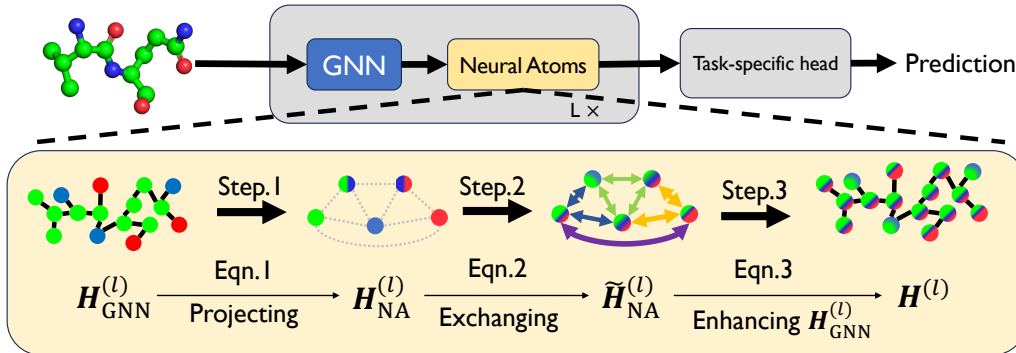 GNN
Neural Atoms
L ×
Task-specific head
Prediction
Step.1
Step.2
Step.3
Eqn.1
Eqn.2
Eqn.3
H_GNN^(l)
H_NA^(l)
H̃_NA^(l)
H^(l)
Projecting
Exchanging
Enhancing H_GNN^(l)